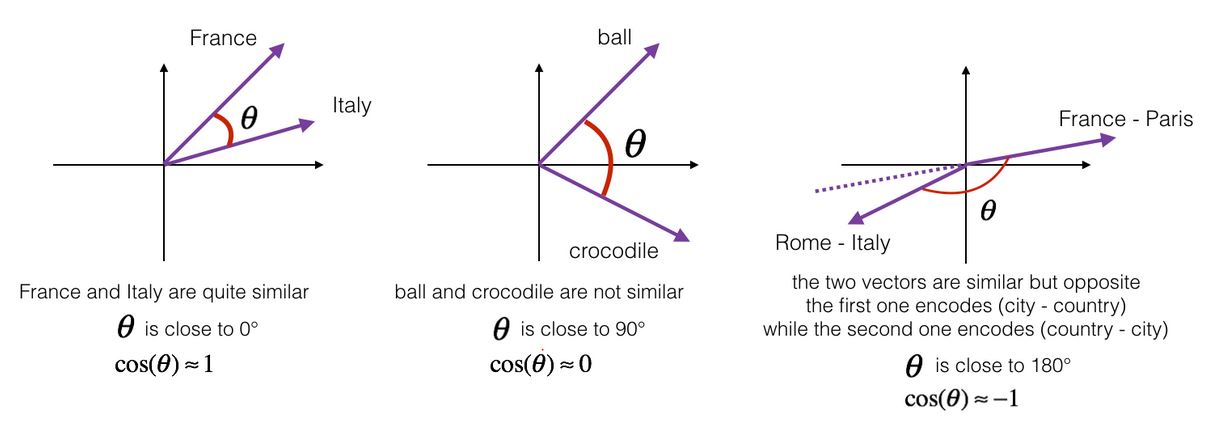 France
Italy
θ
France and Italy are quite similar
θ is close to 0°
cos(θ) ≈ 1
ball
θ
crocodile
ball and crocodile are not similar
θ is close to 90°
cos(θ) ≈ 0
France - Paris
θ
Rome - Italy
the two vectors are similar but opposite
the first one encodes (city - country)
while the second one encodes (country - city)
θ is close to 180°
cos(θ) ≈ −1